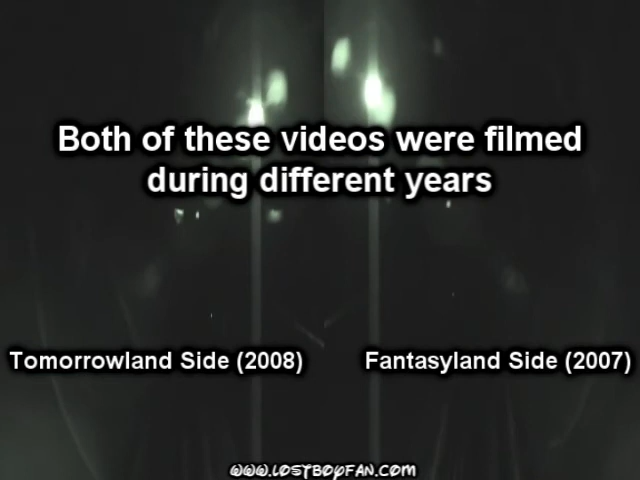 Both of these videos were filmed
during different years
Tomorrowland Side (2008)
Fantasyland Side (2007)
www.LOSTBOYFAN.COM